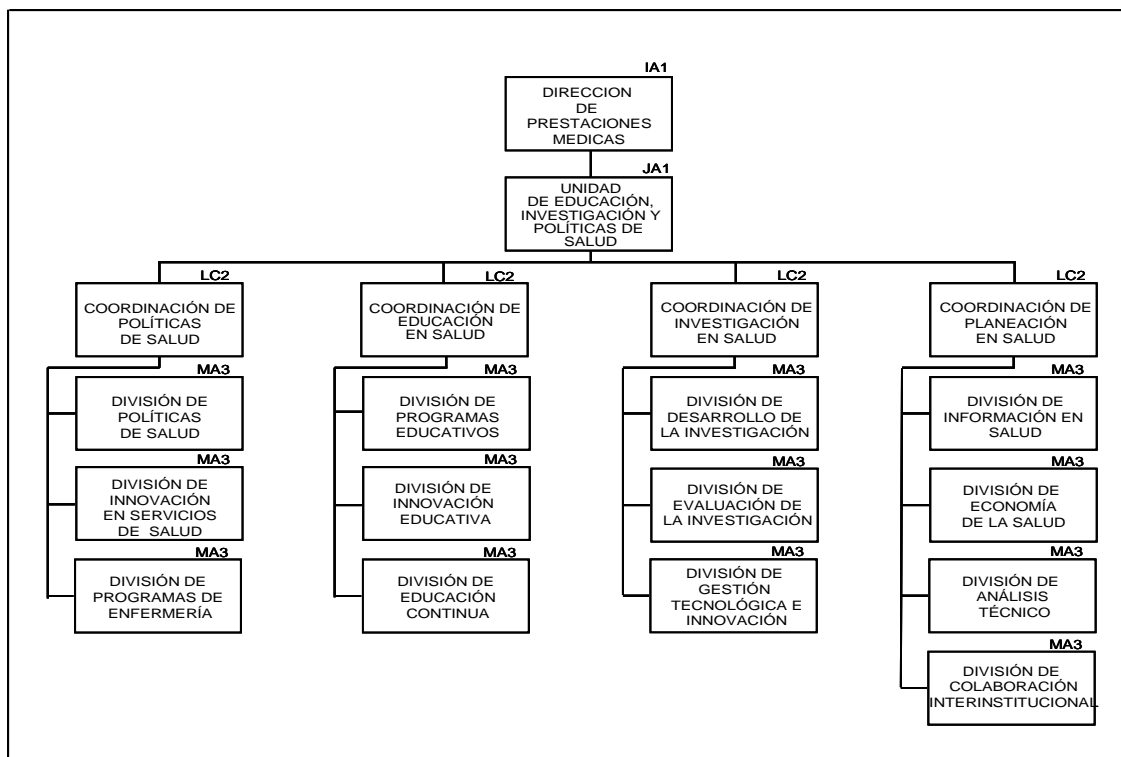 IA1
DIRECCION
DE
PRESTACIONES
MEDICAS
JA1
UNIDAD
DE EDUCACIÓN,
INVESTIGACIÓN Y
POLÍTICAS DE
SALUD
LC2
COORDINACIÓN DE
POLÍTICAS
DE SALUD
MA3
DIVISIÓN DE
POLÍTICAS
DE SALUD
MA3
DIVISIÓN DE
INNOVACIÓN
EN SERVICIOS
DE SALUD
MA3
DIVISIÓN DE
PROGRAMAS DE
ENFERMERÍA
LC2
COORDINACIÓN DE
EDUCACIÓN
EN SALUD
MA3
DIVISIÓN DE
PROGRAMAS
EDUCATIVOS
MA3
DIVISIÓN DE
INNOVACIÓN
EDUCATIVA
MA3
DIVISIÓN DE
EDUCACIÓN
CONTINUA
LC2
COORDINACIÓN DE
INVESTIGACIÓN
EN SALUD
MA3
DIVISIÓN DE
DESARROLLO DE
LA INVESTIGACIÓN
MA3
DIVISIÓN DE
EVALUACIÓN DE
LA INVESTIGACIÓN
MA3
DIVISIÓN DE
GESTIÓN
TECNOLÓGICA E
INNOVACIÓN
LC2
COORDINACIÓN DE
PLANEACIÓN
EN SALUD
MA3
DIVISIÓN DE
INFORMACIÓN EN
SALUD
MA3
DIVISIÓN DE
ECONOMÍA
DE LA SALUD
MA3
DIVISIÓN DE
ANÁLISIS
TÉCNICO
MA3
DIVISIÓN DE
COLABORACIÓN
INTERINSTITUCIONAL